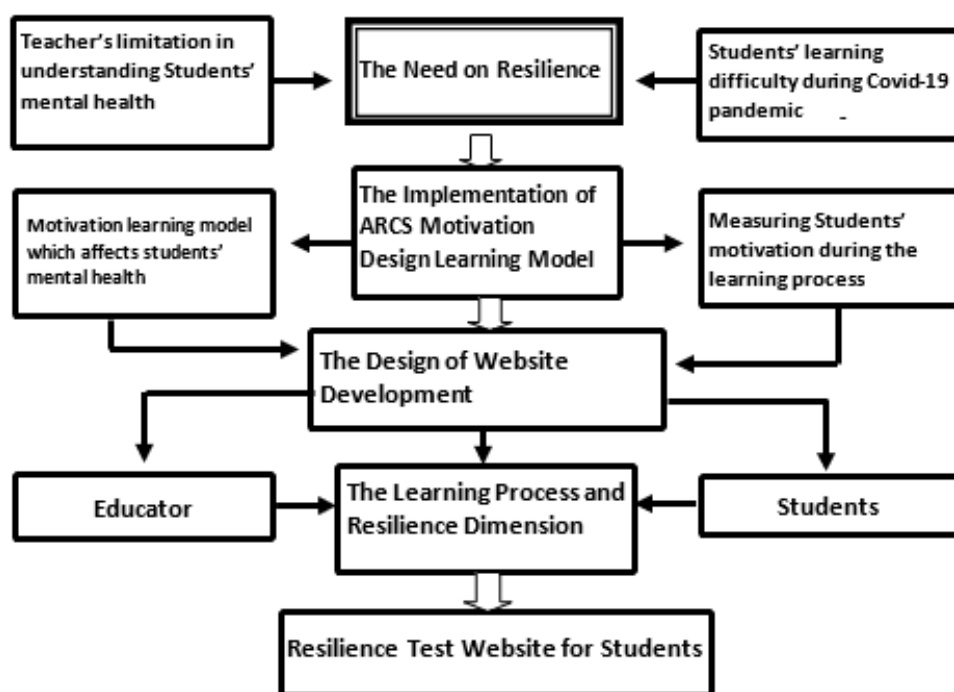 Teacher's limitation in
understanding Students'
mental health
The Need on Resilience
Students' learning
difficulty during Covid-19
pandemic
Motivation learning model
which affects students'
mental health
The Implementation of
ARCS Motivation
Design Learning Model
Measuring Students'
motivation during the
learning process
The Design of Website
Development
Educator
The Learning Process and
Resilience Dimension
Students
Resilience Test Website for Students